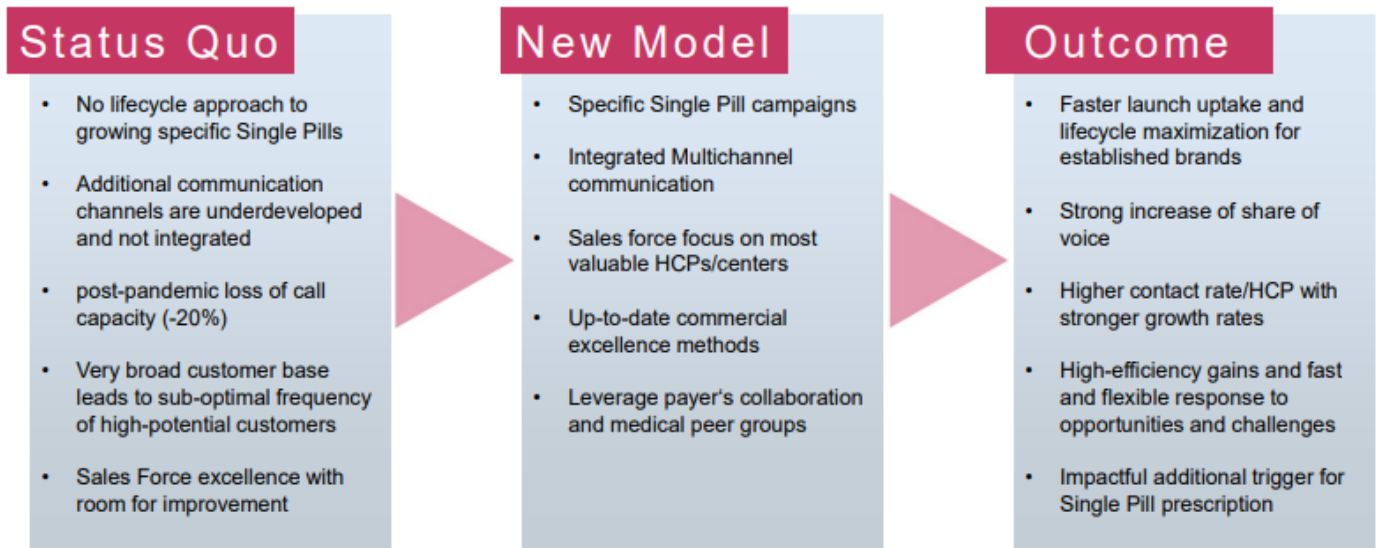 Status Quo
• No lifecycle approach to
growing specific Single Pills
• Additional communication
channels are underdeveloped
and not integrated
• post-pandemic loss of call
capacity (-20%)
• Very broad customer base
leads to sub-optimal frequency
of high-potential customers
• Sales Force excellence with
room for improvement
New Model
• Specific Single Pill campaigns
• Integrated Multichannel
communication
• Sales force focus on most
valuable HCPs/centers
• Up-to-date commercial
excellence methods
• Leverage payer's collaboration
and medical peer groups
Outcome
• Faster launch uptake and
lifecycle maximization for
established brands
• Strong increase of share of
voice
• Higher contact rate/HCP with
stronger growth rates
• High-efficiency gains and fast
and flexible response to
opportunities and challenges
• Impactful additional trigger for
Single Pill prescription